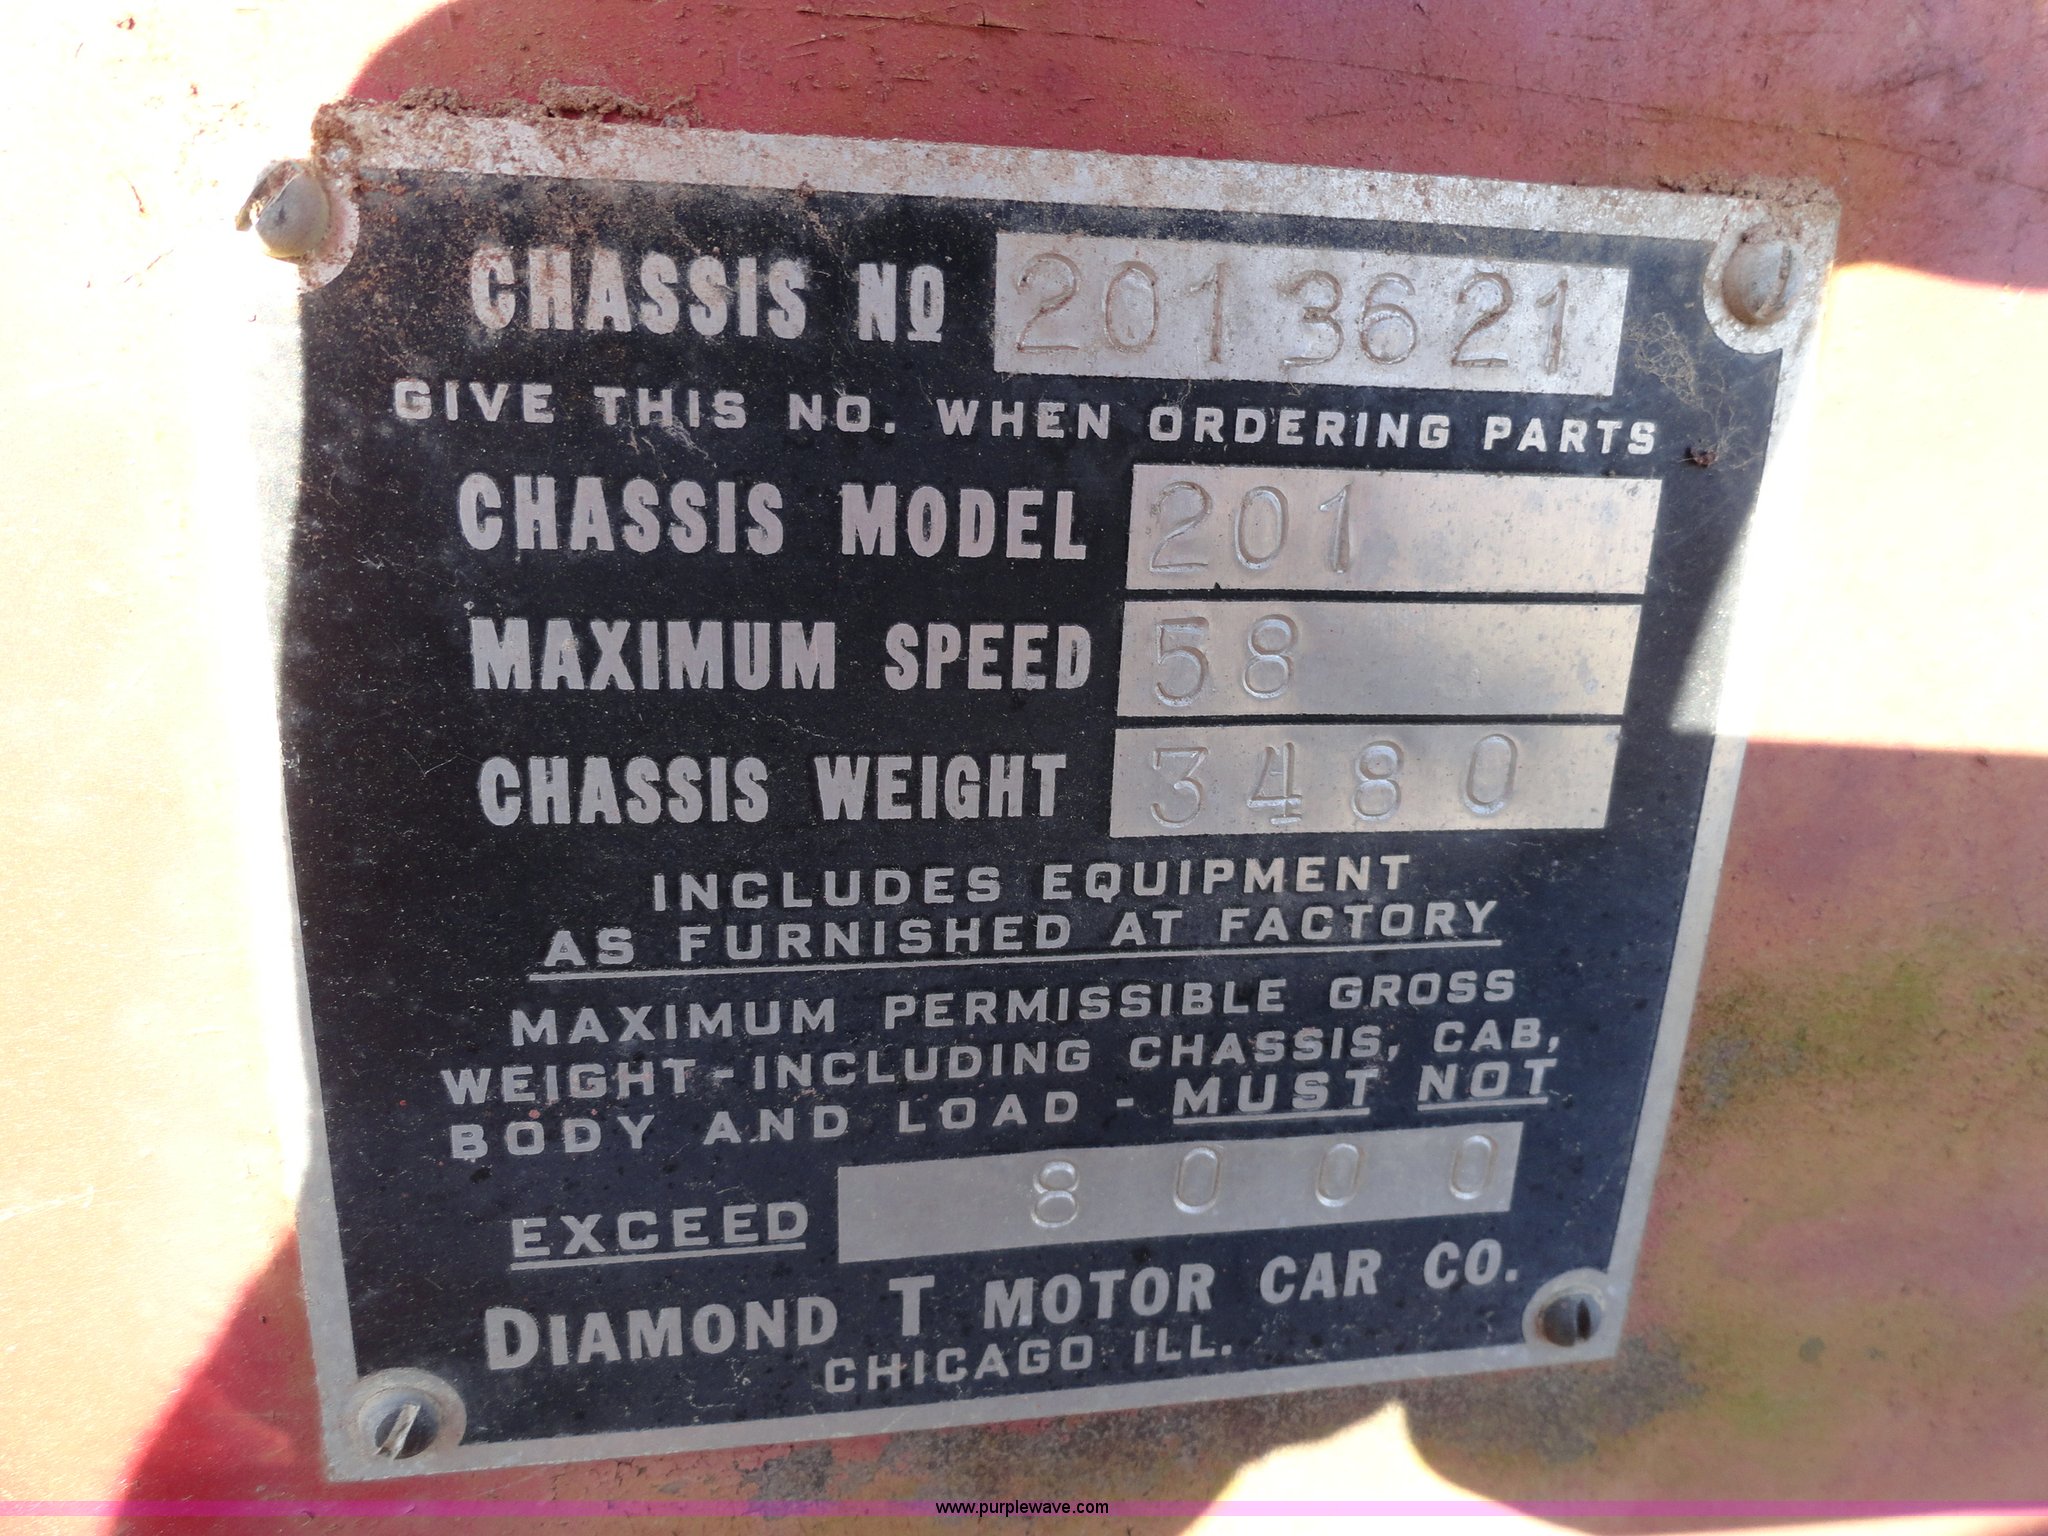 CHASSIS NO 2013621
GIVE THIS NO. WHEN ORDERING PARTS
CHASSIS MODEL 201
MAXIMUM SPEED 58
CHASSIS WEIGHT 3480
INCLUDES EQUIPMENT
AS FURNISHED AT FACTORY
MAXIMUM PERMISSIBLE GROSS
WEIGHT-INCLUDING CHASSIS, CAB,
BODY AND LOAD - MUST NOT
EXCEED 8000
DIAMOND T MOTOR CAR CO.
CHICAGO ILL.
www.purplewave.com